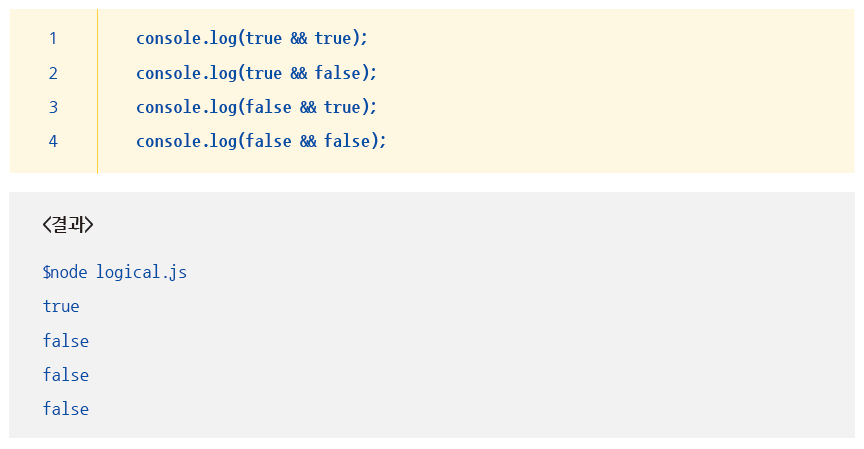 1 console.log(true && true);
2 console.log(true && false);
3 console.log(false && true);
4 console.log(false && false);
<결과>
$node logical.js
true
false
false
false